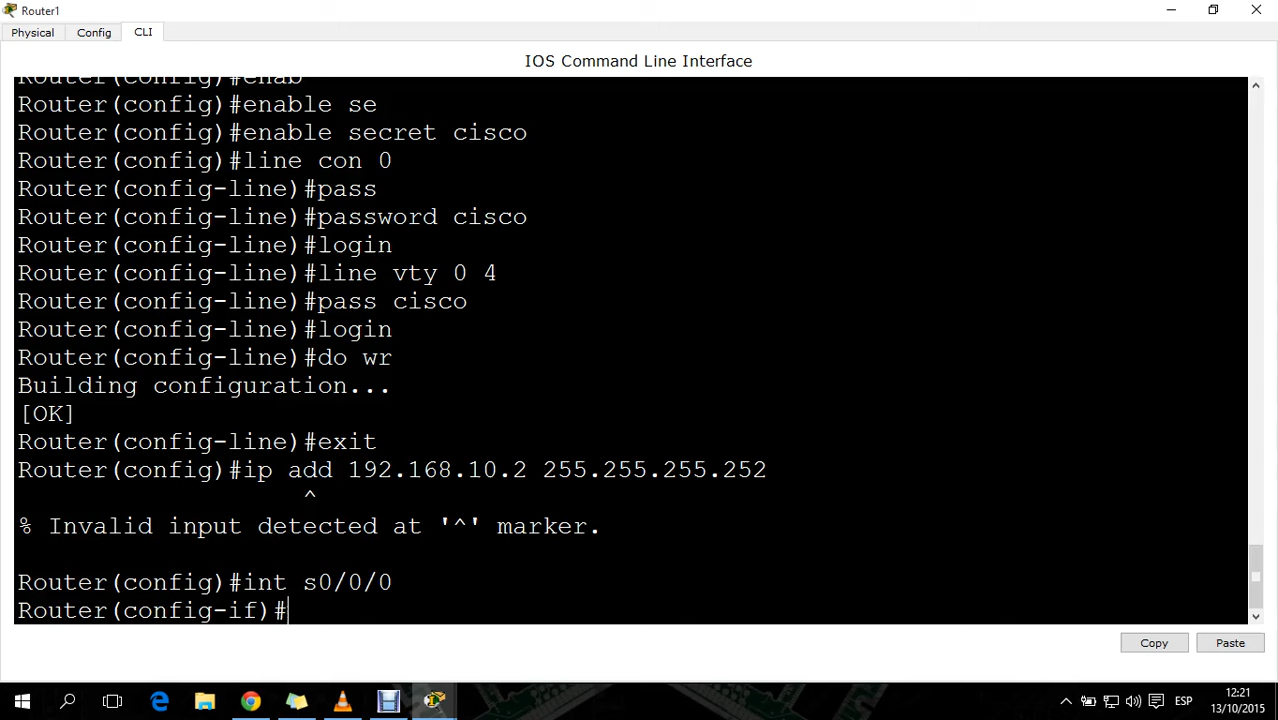 Router1
Physical
Config
CLI
IOS Command Line Interface
Router(config)#enab
Router(config)#enable se
Router(config)#enable secret cisco
Router(config)#line con 0
Router(config-line)#pass
Router(config-line)#password cisco
Router(config-line)#login
Router(config-line)#line vty 0 4
Router(config-line)#pass cisco
Router(config-line)#login
Router(config-line)#do wr
Building configuration...
[OK]
Router(config-line)#exit
Router(config)#ip add 192.168.10.2 255.255.255.252
^
% Invalid input detected at '^' marker.
Router(config)#int s0/0/0
Router(config-if)#
Copy
Paste
ESP
12:21
13/10/2015